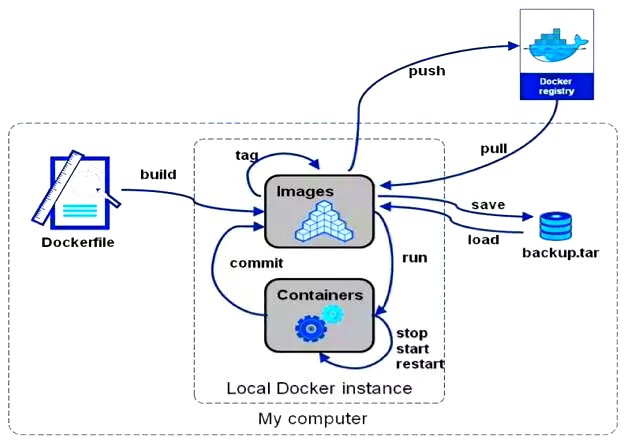 Docker
registry
push
pull
tag
build
Images
save
Dockerfile
load
backup.tar
commit
run
Containers
stop
start
restart
Local Docker instance
My computer